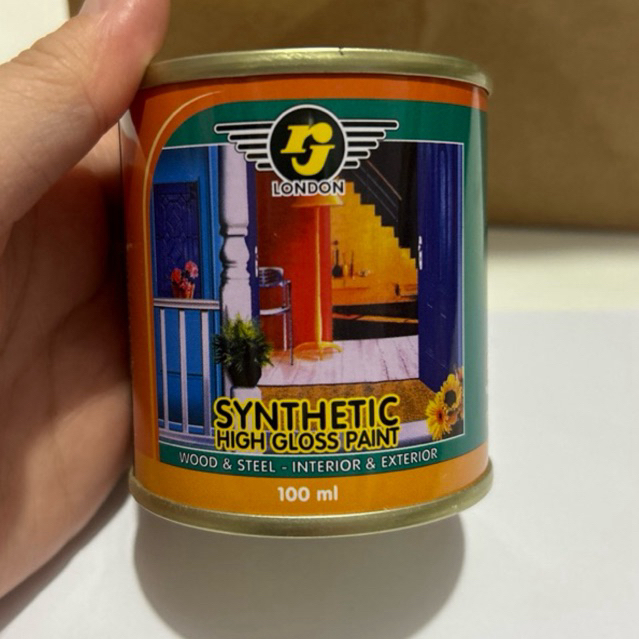 rj
LONDON
SYNTHETIC
HIGH GLOSS PAINT
WOOD & STEEL - INTERIOR & EXTERIOR
100 ml